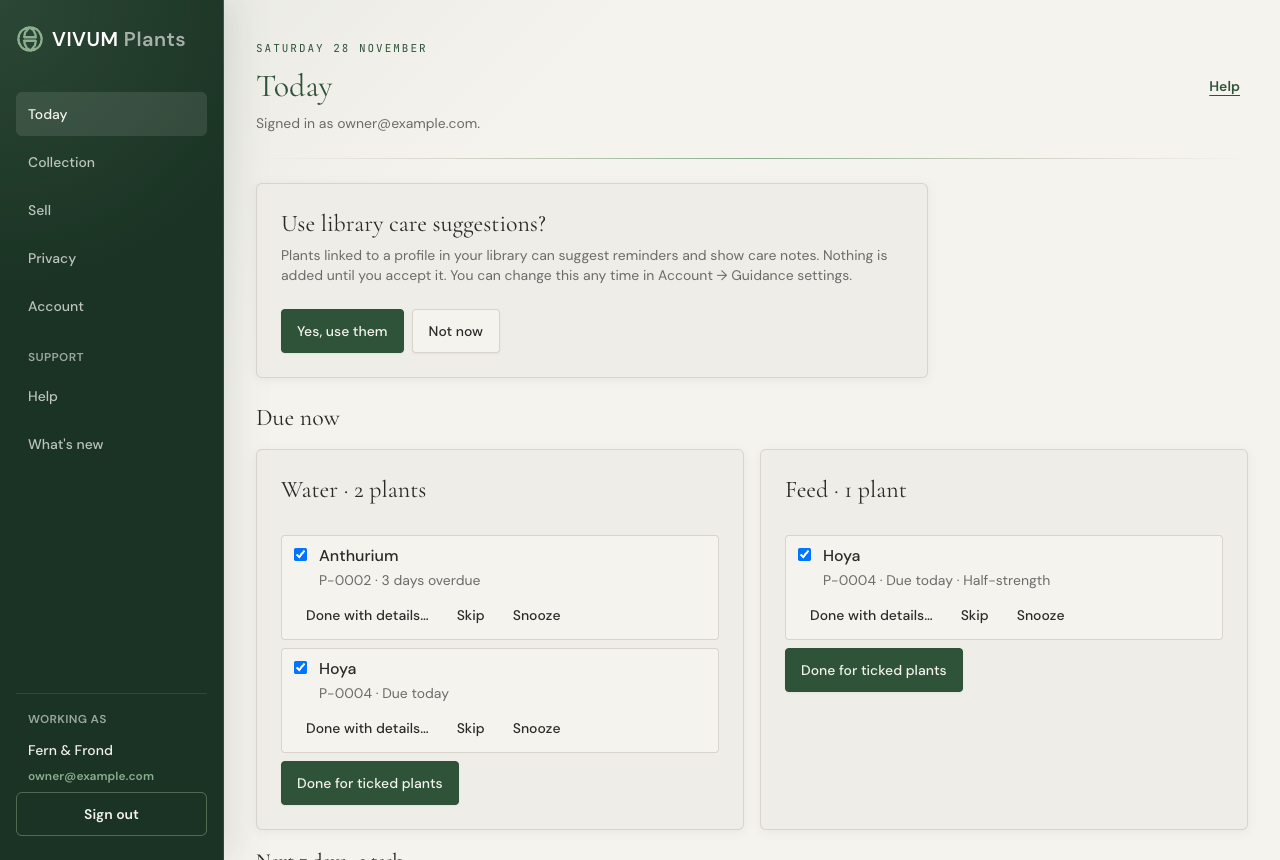 VIVUM Plants
Today
Collection
Sell
Privacy
Account
SUPPORT
Help
What's new
WORKING AS
Fern & Frond
owner@example.com
Sign out
SATURDAY 28 NOVEMBER
Today
Help
Signed in as owner@example.com.
Use library care suggestions?
Plants linked to a profile in your library can suggest reminders and show care notes. Nothing is
added until you accept it. You can change this any time in Account → Guidance settings.
Yes, use them
Not now
Due now
Water · 2 plants
Anthurium
P-0002 · 3 days overdue
Done with details… Skip Snooze
Hoya
P-0004 · Due today
Done with details… Skip Snooze
Done for ticked plants
Feed · 1 plant
Hoya
P-0004 · Due today · Half-strength
Done with details… Skip Snooze
Done for ticked plants